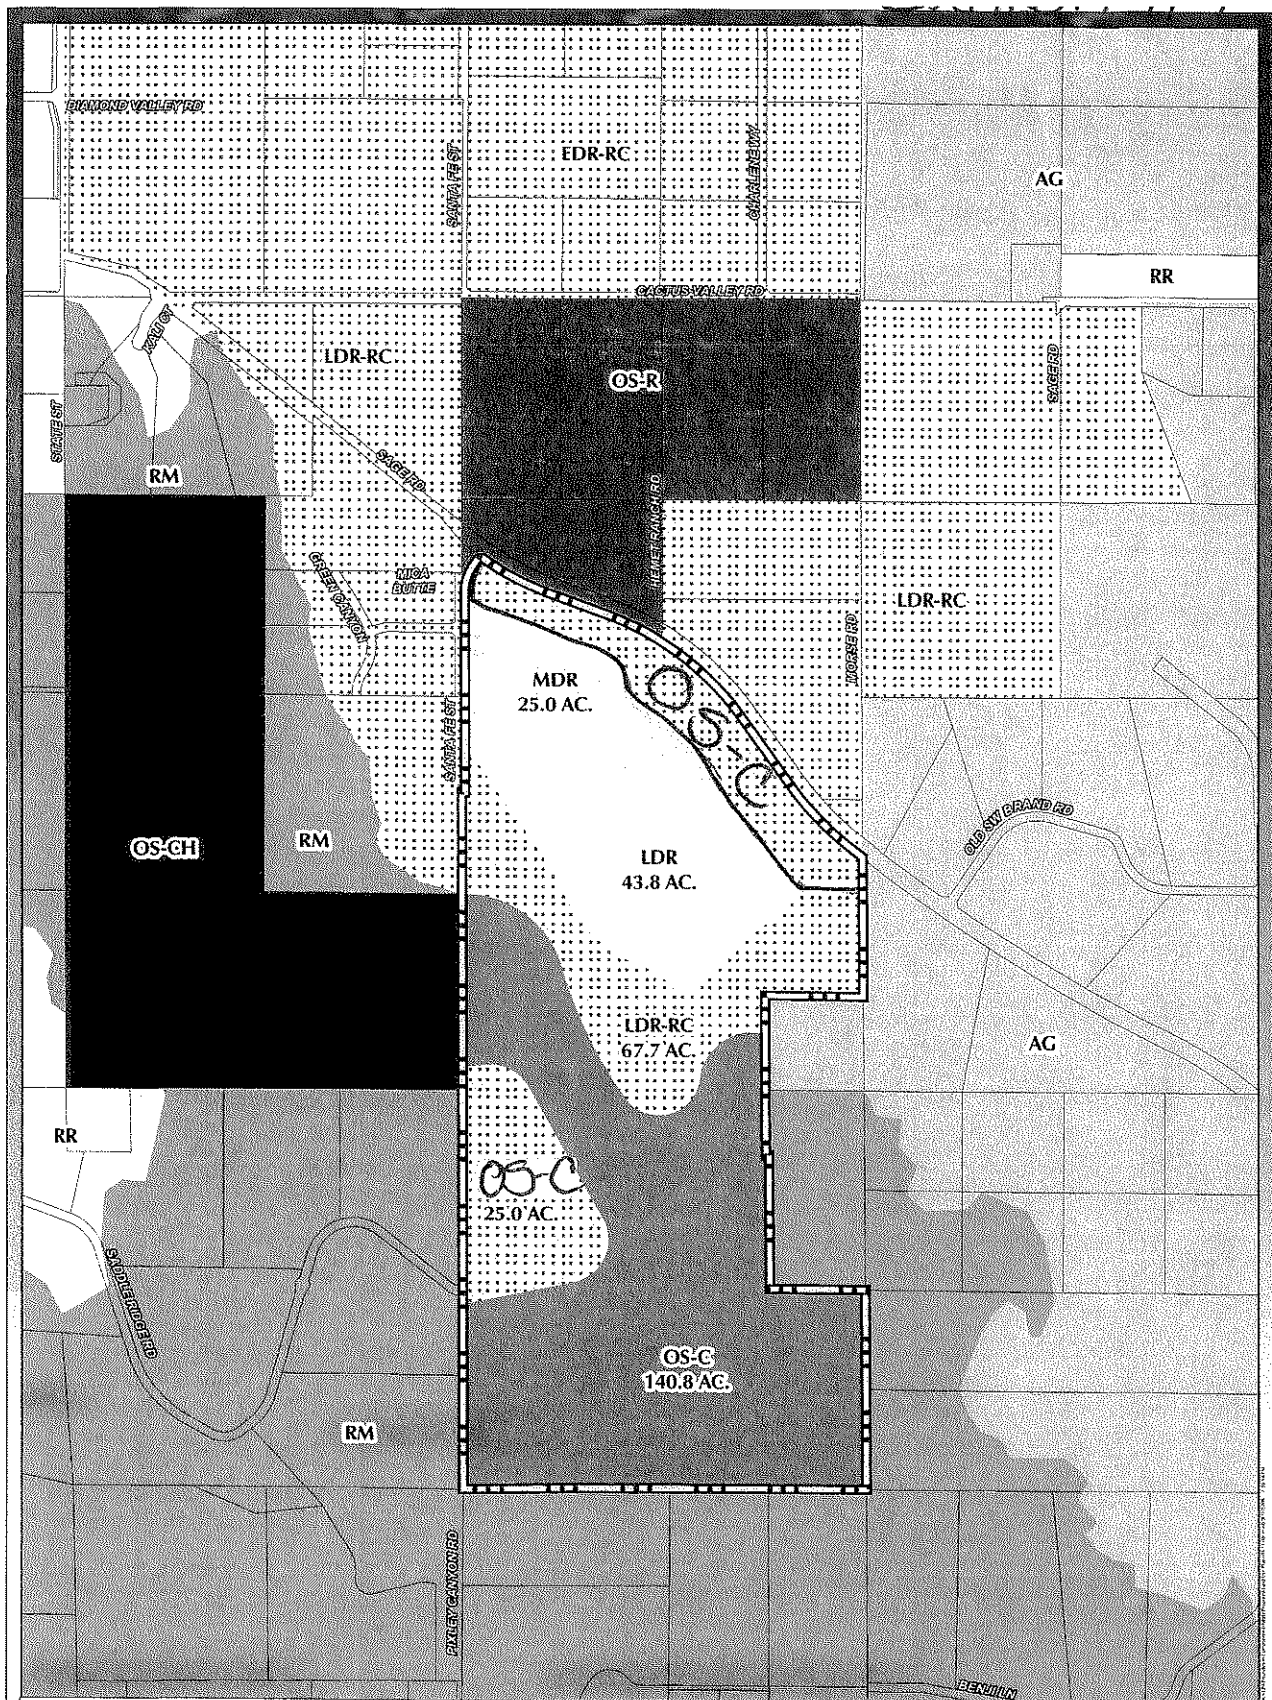 DIAMOND VALLEY RD
SANTA FE ST
EDR-RC
CHARLENE WY
AG
RR
CACTUS VALLEY RD
KALI CT
LDR-RC
OS-R
SAGE RD
STATE ST
RM
SAGE RD
HEMET RANCH RD
GREEN CANYON
MICA
BUTTE
LDR-RC
MORSE RD
MDR
25.0 AC.
OS-C
SANTA FE ST
OLD SW BRAND RD
OS-CH
RM
LDR
43.8 AC.
LDR-RC
67.7 AC.
AG
RR
OS-C
25.0 AC.
SADDLE RIDGE RD
OS-C
140.8 AC.
RM
PIXLEY CANYON RD
BENJI LN